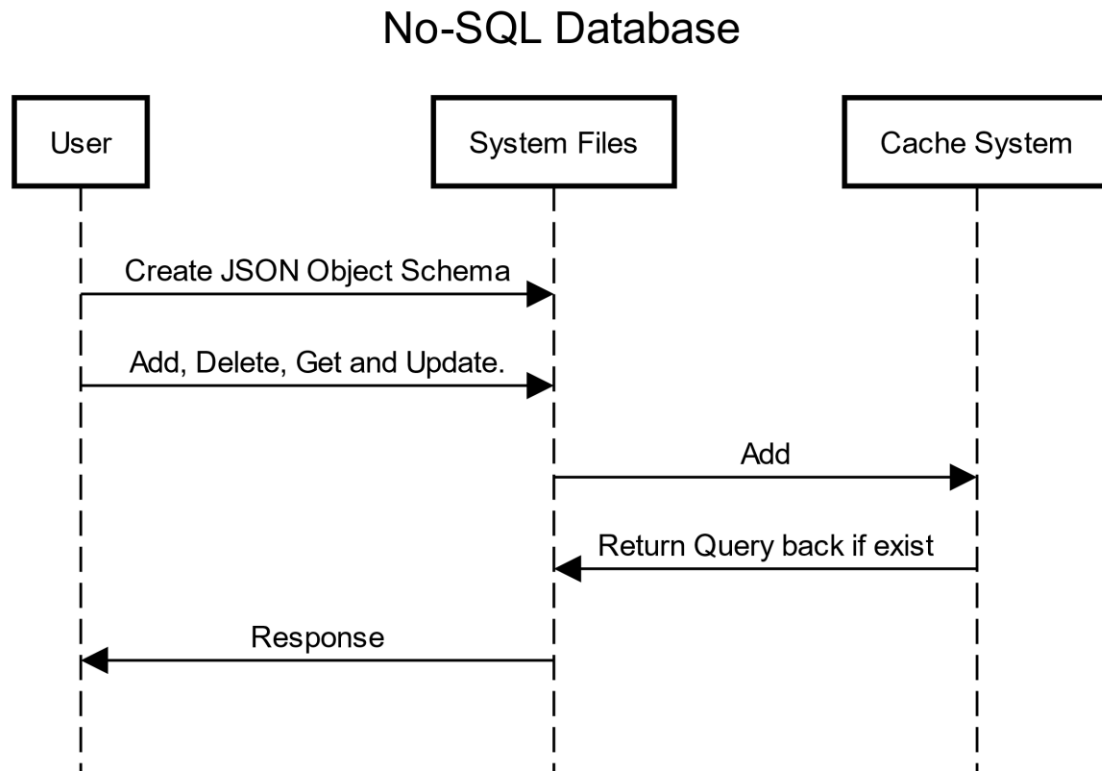 No-SQL Database
User
System Files
Cache System
Create JSON Object Schema
Add, Delete, Get and Update.
Add
Return Query back if exist
Response